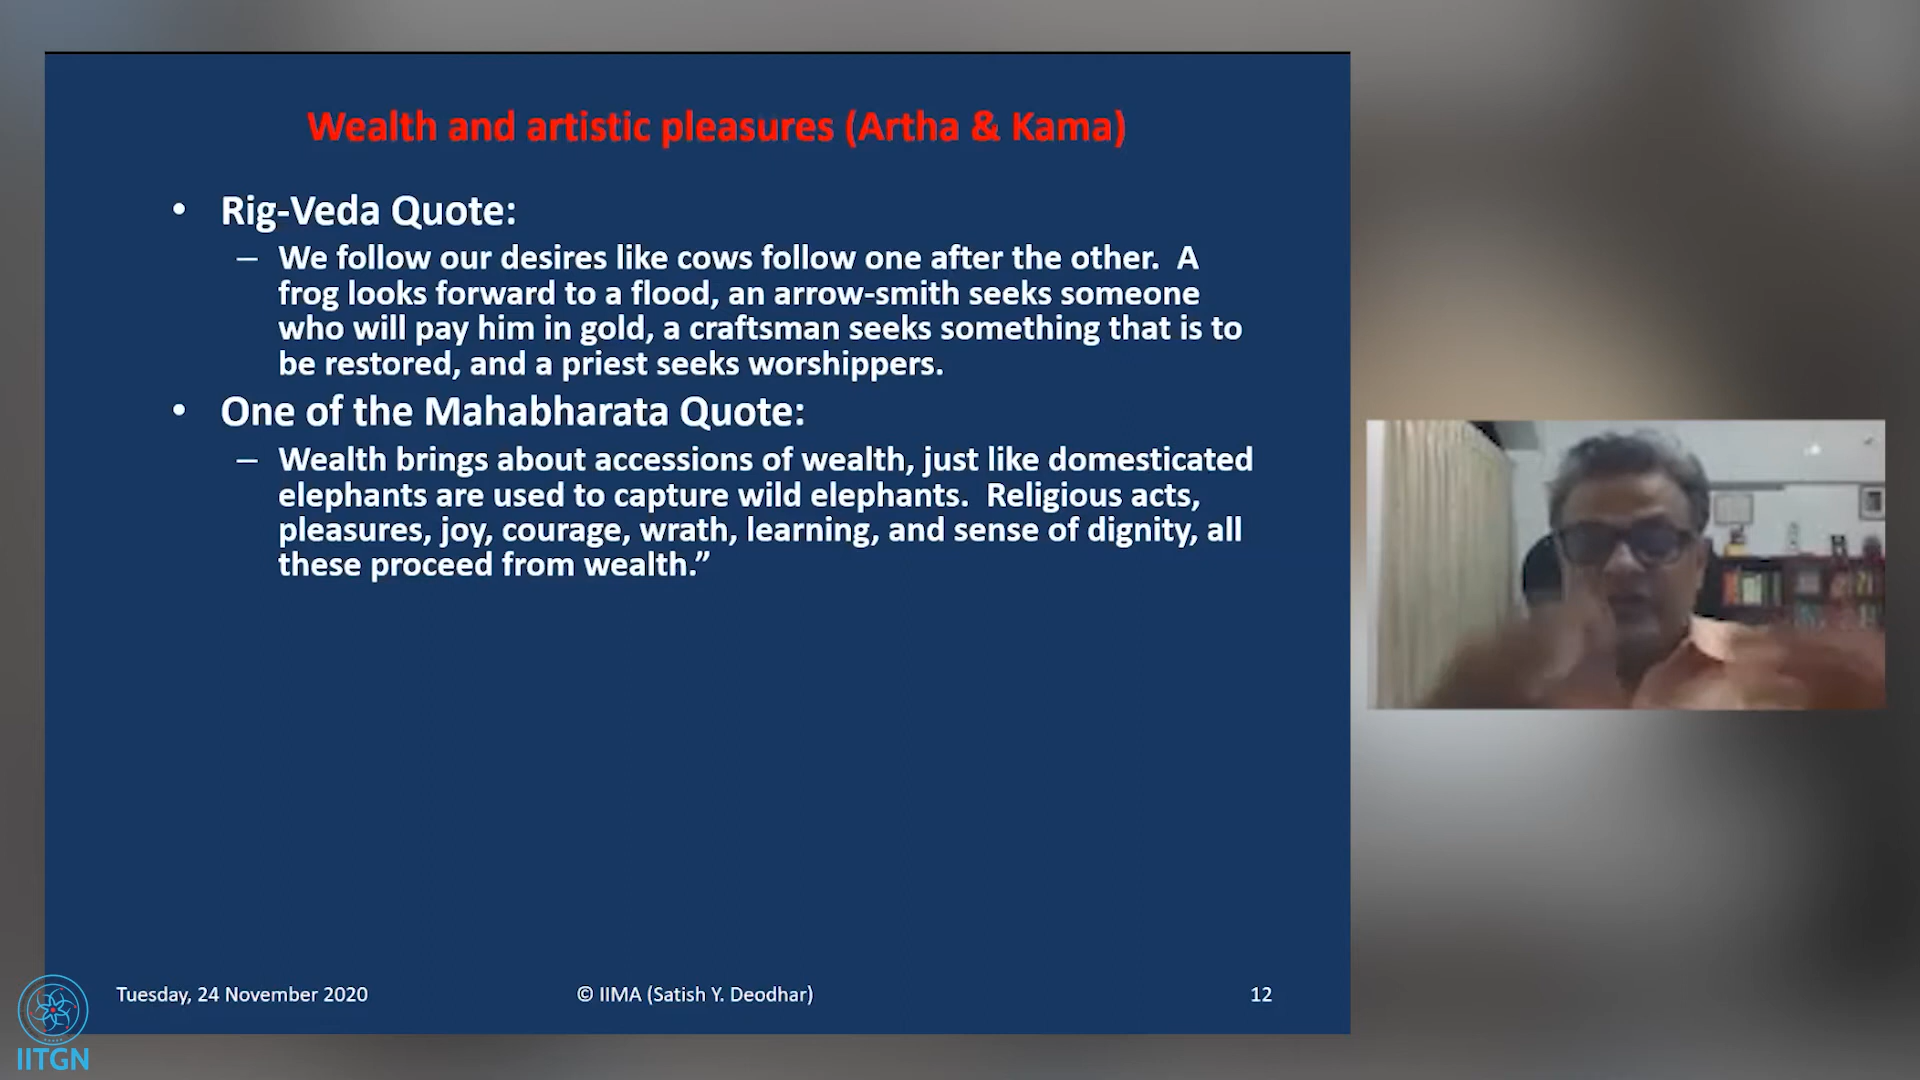 Wealth and artistic pleasures (Artha & Kama)
• Rig-Veda Quote:
– We follow our desires like cows follow one after the other.  A
frog looks forward to a flood, an arrow-smith seeks someone
who will pay him in gold, a craftsman seeks something that is to
be restored, and a priest seeks worshippers.
• One of the Mahabharata Quote:
– Wealth brings about accessions of wealth, just like domesticated
elephants are used to capture wild elephants.  Religious acts,
pleasures, joy, courage, wrath, learning, and sense of dignity, all
these proceed from wealth.”
Tuesday, 24 November 2020
© IIMA (Satish Y. Deodhar)
12
IITGN